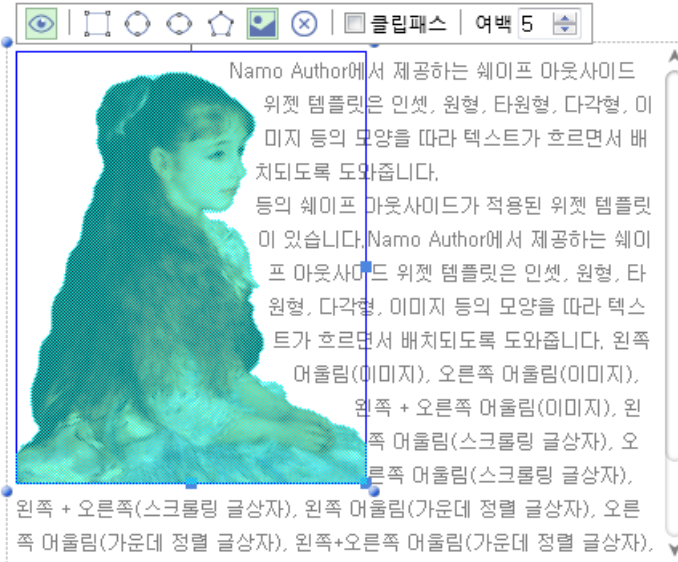 클립패스 여백 5
Namo Author에서 제공하는 쉐이프 아웃사이드
위젯 템플릿은 인셋, 원형, 타원형, 다각형, 이
미지 등의 모양을 따라 텍스트가 흐르면서 배
치되도록 도와줍니다.
등의 쉐이프 아웃사이드가 적용된 위젯 템플릿
이 있습니다.Namo Author에서 제공하는 쉐이
프 아웃사이드 위젯 템플릿은 인셋, 원형, 타
원형, 다각형, 이미지 등의 모양을 따라 텍스
트가 흐르면서 배치되도록 도와줍니다. 왼쪽
어울림(이미지), 오른쪽 어울림(이미지),
왼쪽 + 오른쪽 어울림(이미지), 왼
쪽 어울림(스크롤링 글상자), 오
른쪽 어울림(스크롤링 글상자),
왼쪽 + 오른쪽(스크롤링 글상자), 왼쪽 어울림(가운데 정렬 글상자), 오른
쪽 어울림(가운데 정렬 글상자), 왼쪽+오른쪽 어울림(가운데 정렬 글상자),